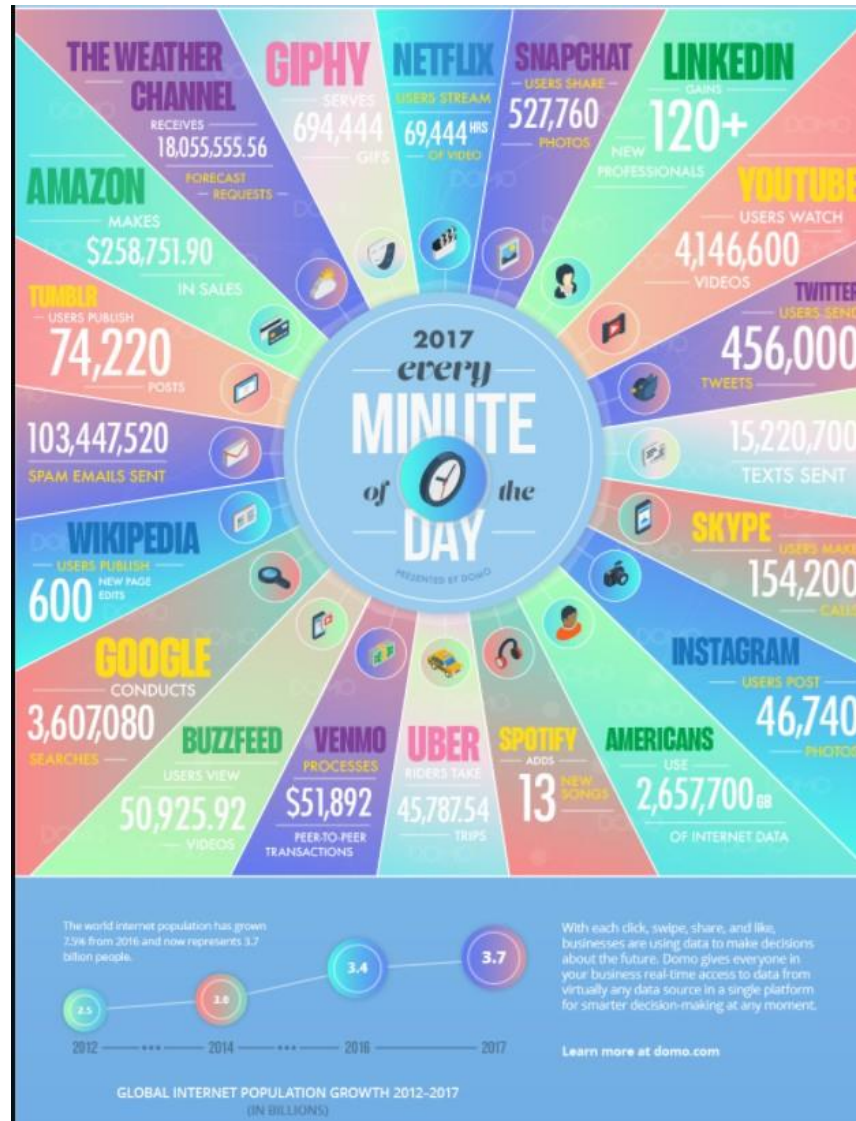 THE WEATHER
CHANNEL
RECEIVES
18,055,555.56
FORECAST
REQUESTS
GIPHY
SERVES
694,444
GIFS
NETFLIX
USERS STREAM
69,444 HRS
OF VIDEO
SNAPCHAT
USERS SHARE
527,760
PHOTOS
LINKEDIN
GAINS
120+
NEW
PROFESSIONALS
YOUTUBE
USERS WATCH
4,146,600
VIDEOS
TWITTER
USERS SEND
456,000
TWEETS
15,220,700
TEXTS SENT
SKYPE
USERS MAKE
154,200
CALLS
INSTAGRAM
USERS POST
46,740
PHOTOS
AMERICANS
USE
2,657,700 GB
OF INTERNET DATA
SPOTIFY
ADDS
13 NEW
SONGS
UBER
RIDERS TAKE
45,787.54
TRIPS
VENMO
PROCESSES
$51,892
PEER-TO-PEER
TRANSACTIONS
BUZZFEED
USERS VIEW
50,925.92
VIDEOS
GOOGLE
CONDUCTS
3,607,080
SEARCHES
WIKIPEDIA
USERS PUBLISH
600 NEW PAGE
EDITS
103,447,520
SPAM EMAILS SENT
TUMBLR
USERS PUBLISH
74,220
POSTS
AMAZON
MAKES
$258,751.90
IN SALES
2017
every
MINUTE
of the
DAY
PRESENTED BY DOMO
The world internet population has grown
7.5% from 2016 and now represents 3.7
billion people.
2.5
3.0
3.4
3.7
2012 2014 2016 2017
GLOBAL INTERNET POPULATION GROWTH 2012–2017
(IN BILLIONS)
With each click, swipe, share, and like,
businesses are using data to make decisions
about the future. Domo gives everyone in
your business real-time access to data from
virtually any data source in a single platform
for smarter decision-making at any moment.
Learn more at domo.com